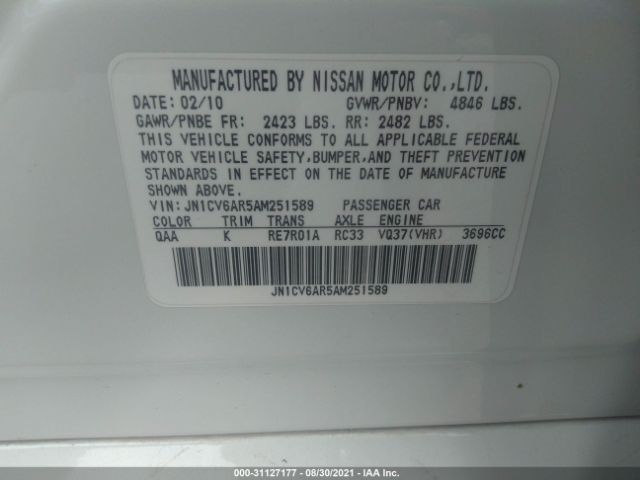 MANUFACTURED BY NISSAN MOTOR CO.,LTD.
DATE: 02/10 GVWR/PNBV: 4846 LBS.
GAWR/PNBE FR: 2423 LBS. RR: 2482 LBS.
THIS VEHICLE CONFORMS TO ALL APPLICABLE FEDERAL
MOTOR VEHICLE SAFETY,BUMPER,AND THEFT PREVENTION
STANDARDS IN EFFECT ON THE DATE OF MANUFACTURE
SHOWN ABOVE.
VIN: JN1CV6AR5AM251589 PASSENGER CAR
COLOR TRIM TRANS AXLE ENGINE
QAA K RE7R01A RC33 VQ37(VHR) 3696CC
JN1CV6AR5AM251589
000-31127177 - 08/30/2021 - IAA Inc.